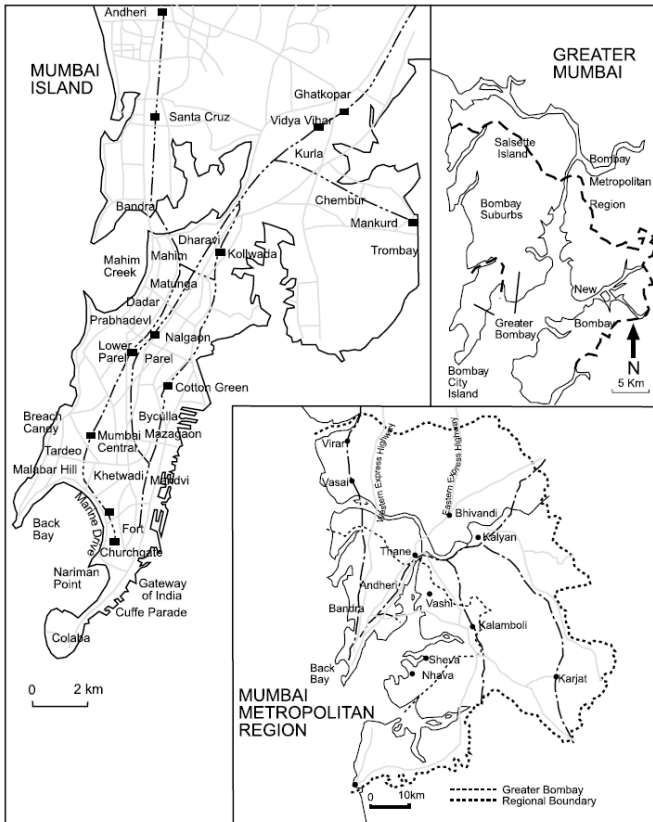 Andheri
MUMBAI
ISLAND
Ghatkopar
Santa Cruz
Vidya Vihar
Kurla
Bandra
Chembur
Mankurd
Dharavi
Trombay
Mahim
Creek
Mahim
Kollwada
Matunga
Dadar
Prabhadevl
Nalgaon
Lower
Parel
Parel
Cotton Green
Breach
Candy
Byculla
Mumbai
Central
Mazagaon
Tardeo
Malabar Hill
Khetwadi
Mandvi
Back
Bay
Marine Drive
Fort
Churchgate
Nariman
Point
Gateway
of India
Cuffe Parade
Colaba
0 2 km
GREATER
MUMBAI
Salsette
Island
Bombay
Metropolitan
Region
Bombay
Suburbs
New
Bombay
Greater
Bombay
Bombay
City
Island
N
5 Km
Virar
Western Express Highway
Eastern Express Highway
Vasai
Bhivandi
Kalyan
Thane
Andheri
Vashi
Bandra
Kalamboli
Back
Bay
Sheva
Nhava
Karjat
MUMBAI
METROPOLITAN
REGION
Greater Bombay
Regional Boundary
0 10km